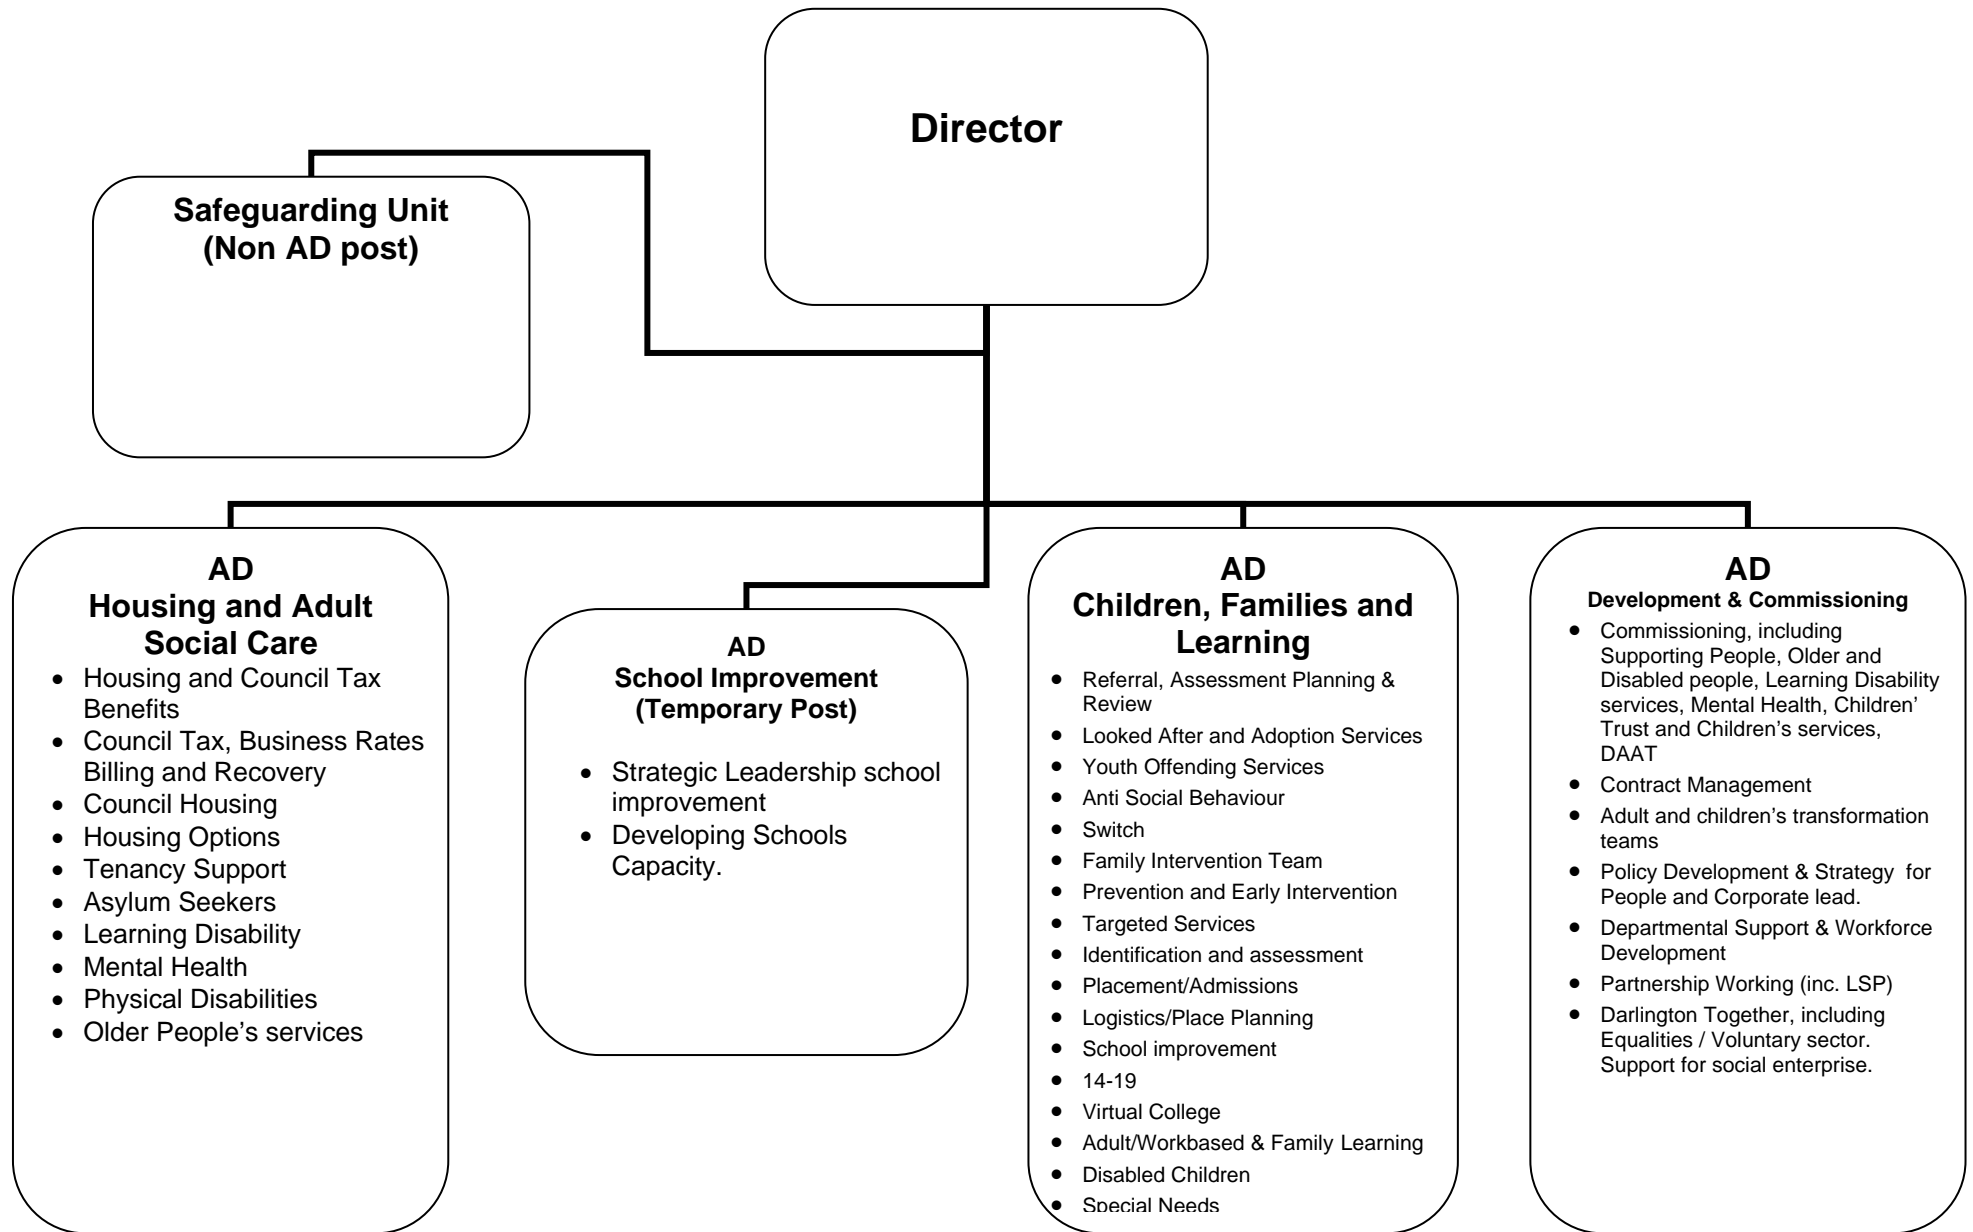 Director
Safeguarding Unit
(Non AD post)
AD
Housing and Adult
Social Care
• Housing and Council Tax
Benefits
• Council Tax, Business Rates
Billing and Recovery
• Council Housing
• Housing Options
• Tenancy Support
• Asylum Seekers
• Learning Disability
• Mental Health
• Physical Disabilities
• Older People’s services
AD
School Improvement
(Temporary Post)
• Strategic Leadership school
improvement
• Developing Schools
Capacity.
AD
Children, Families and
Learning
• Referral, Assessment Planning &
Review
• Looked After and Adoption Services
• Youth Offending Services
• Anti Social Behaviour
• Switch
• Family Intervention Team
• Prevention and Early Intervention
• Targeted Services
• Identification and assessment
• Placement/Admissions
• Logistics/Place Planning
• School improvement
• 14-19
• Virtual College
• Adult/Workbased & Family Learning
• Disabled Children
• Special Needs
AD
Development & Commissioning
• Commissioning, including
Supporting People, Older and
Disabled people, Learning Disability
services, Mental Health, Children’
Trust and Children’s services,
DAAT
• Contract Management
• Adult and children’s transformation
teams
• Policy Development & Strategy  for
People and Corporate lead.
• Departmental Support & Workforce
Development
• Partnership Working (inc. LSP)
• Darlington Together, including
Equalities / Voluntary sector.
Support for social enterprise.